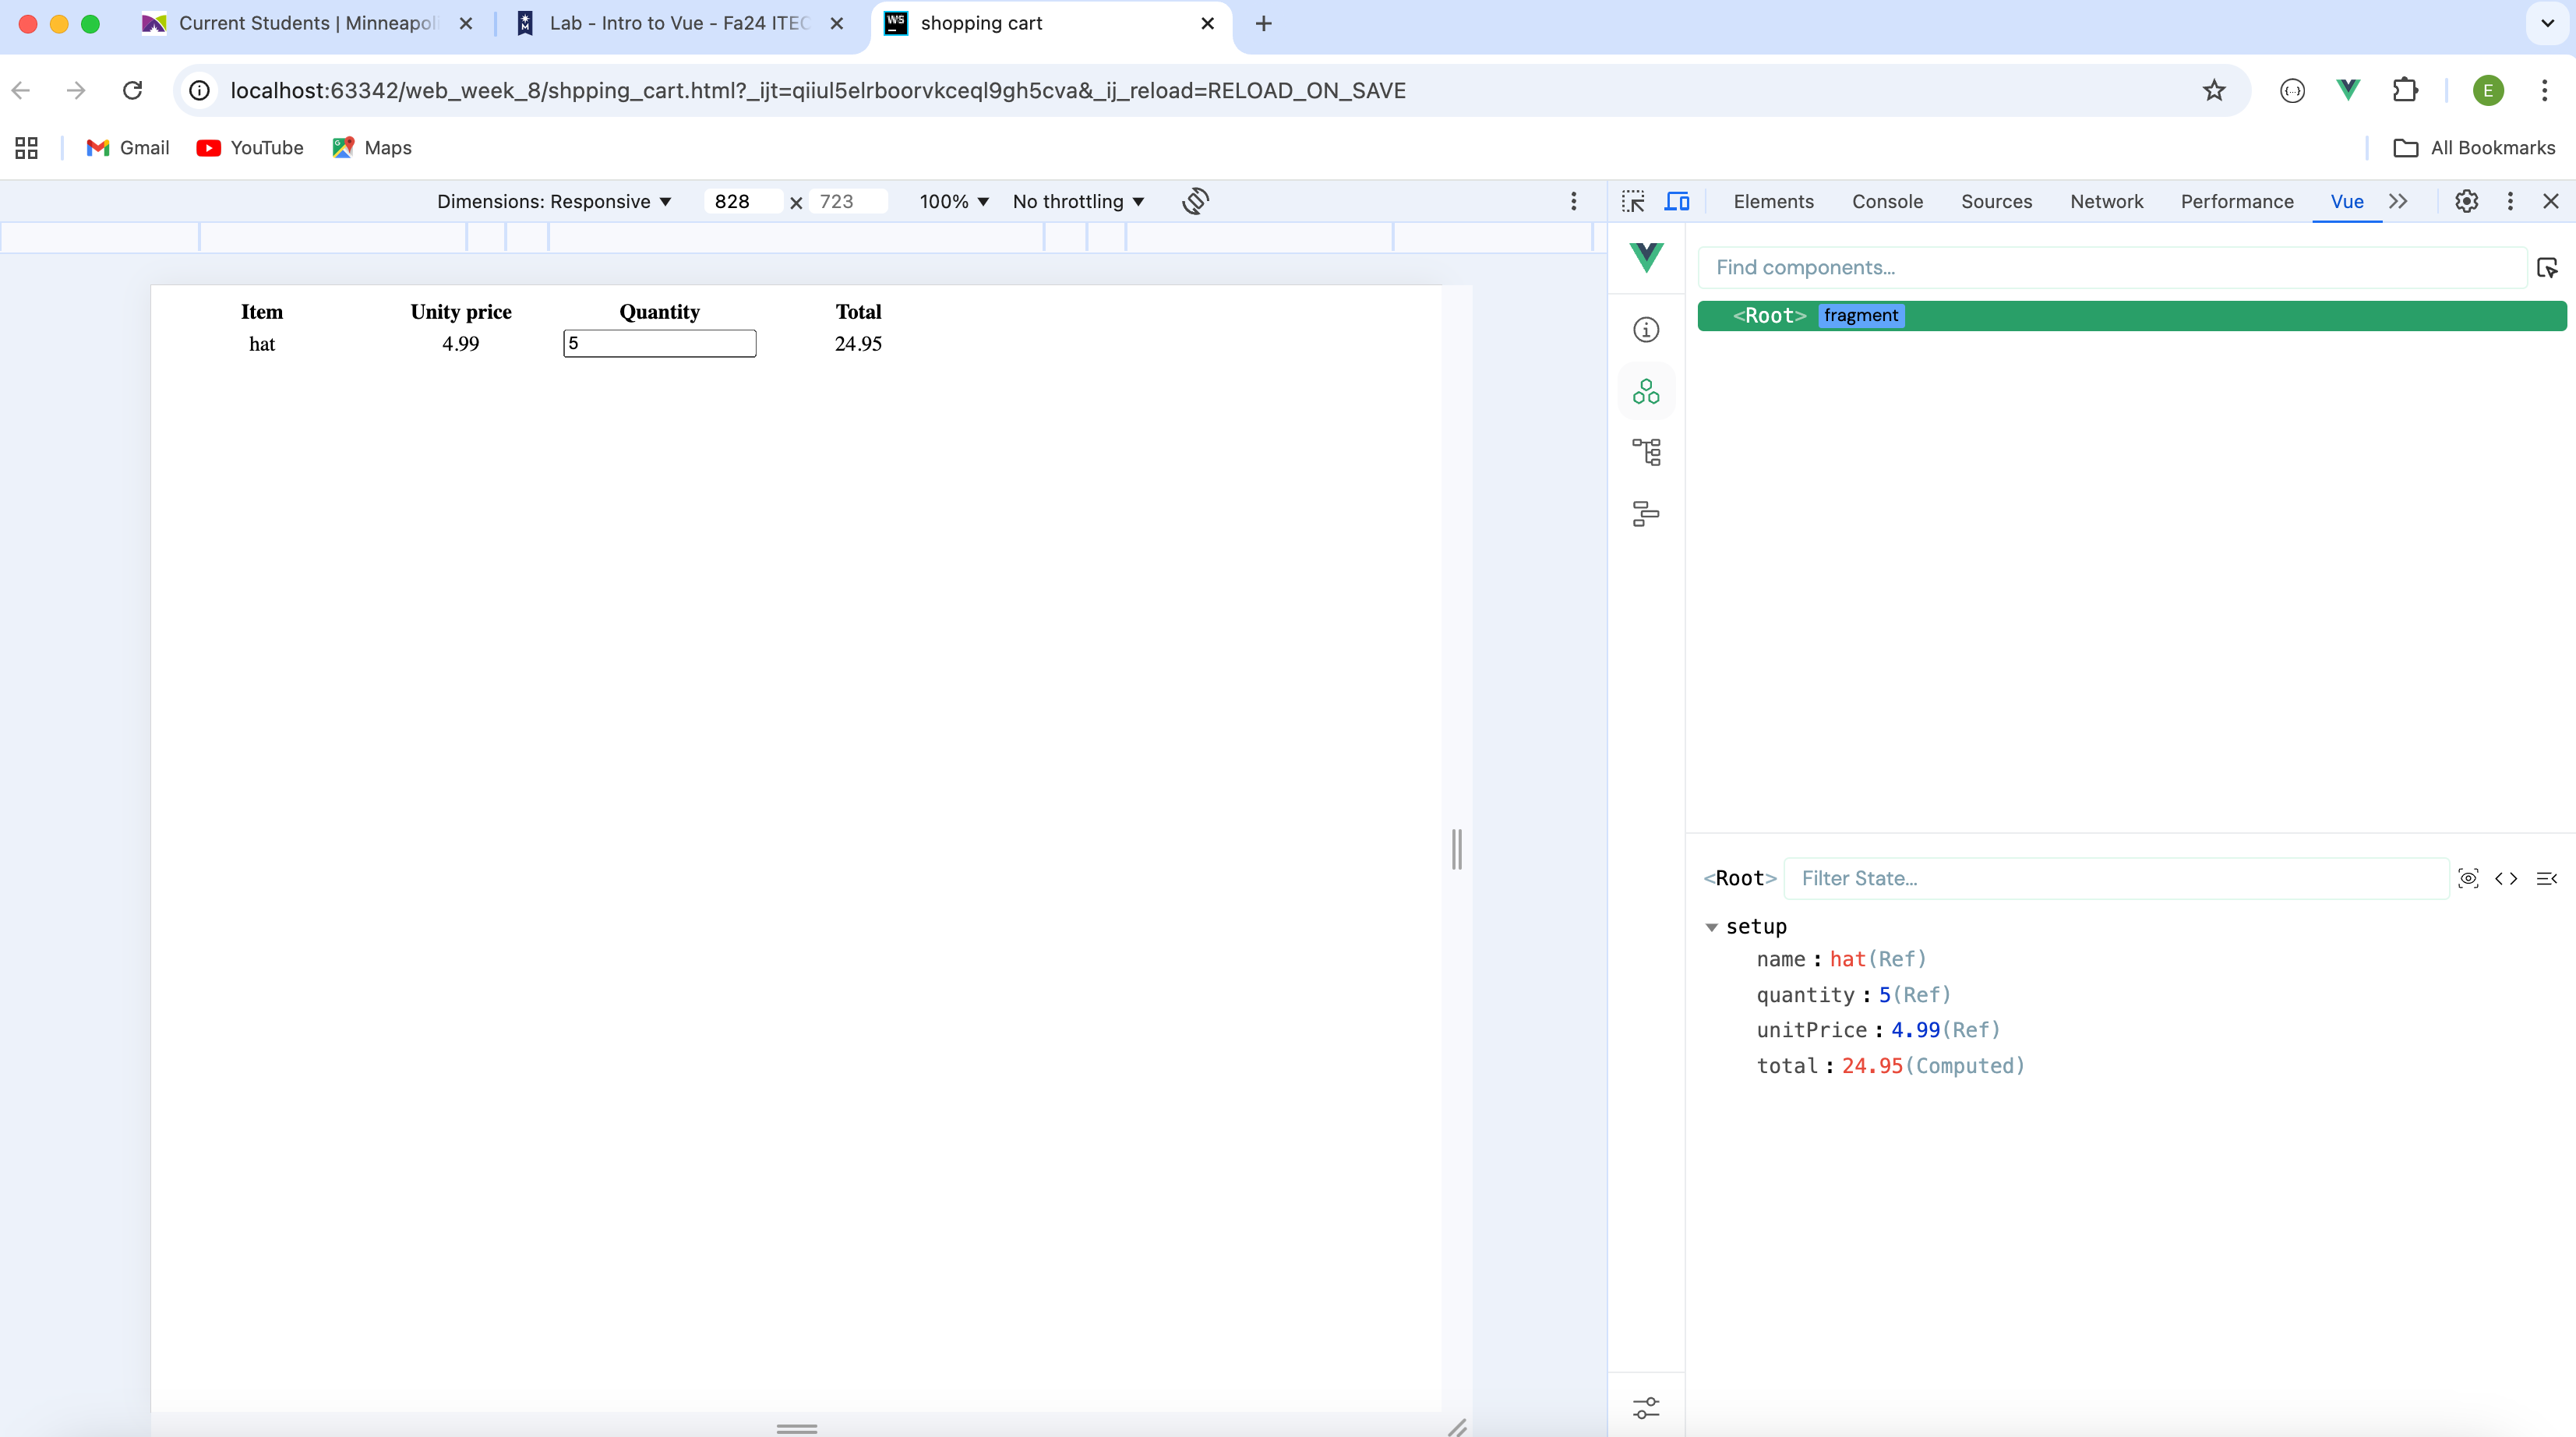 Current Students | Minneapoli
Lab - Intro to Vue - Fa24 ITEC
WS shopping cart
localhost:63342/web_week_8/shpping_cart.html?_ijt=qiiul5elrboorvkceql9gh5cva&_ij_reload=RELOAD_ON_SAVE
E
Gmail YouTube Maps All Bookmarks
Dimensions: Responsive 828 × 723 100% No throttling
Elements Console Sources Network Performance Vue
Item Unity price Quantity Total
hat 4.99 5 24.95
Find components...
<Root> fragment
<Root> Filter State...
setup
name : hat(Ref)
quantity : 5(Ref)
unitPrice : 4.99(Ref)
total : 24.95(Computed)